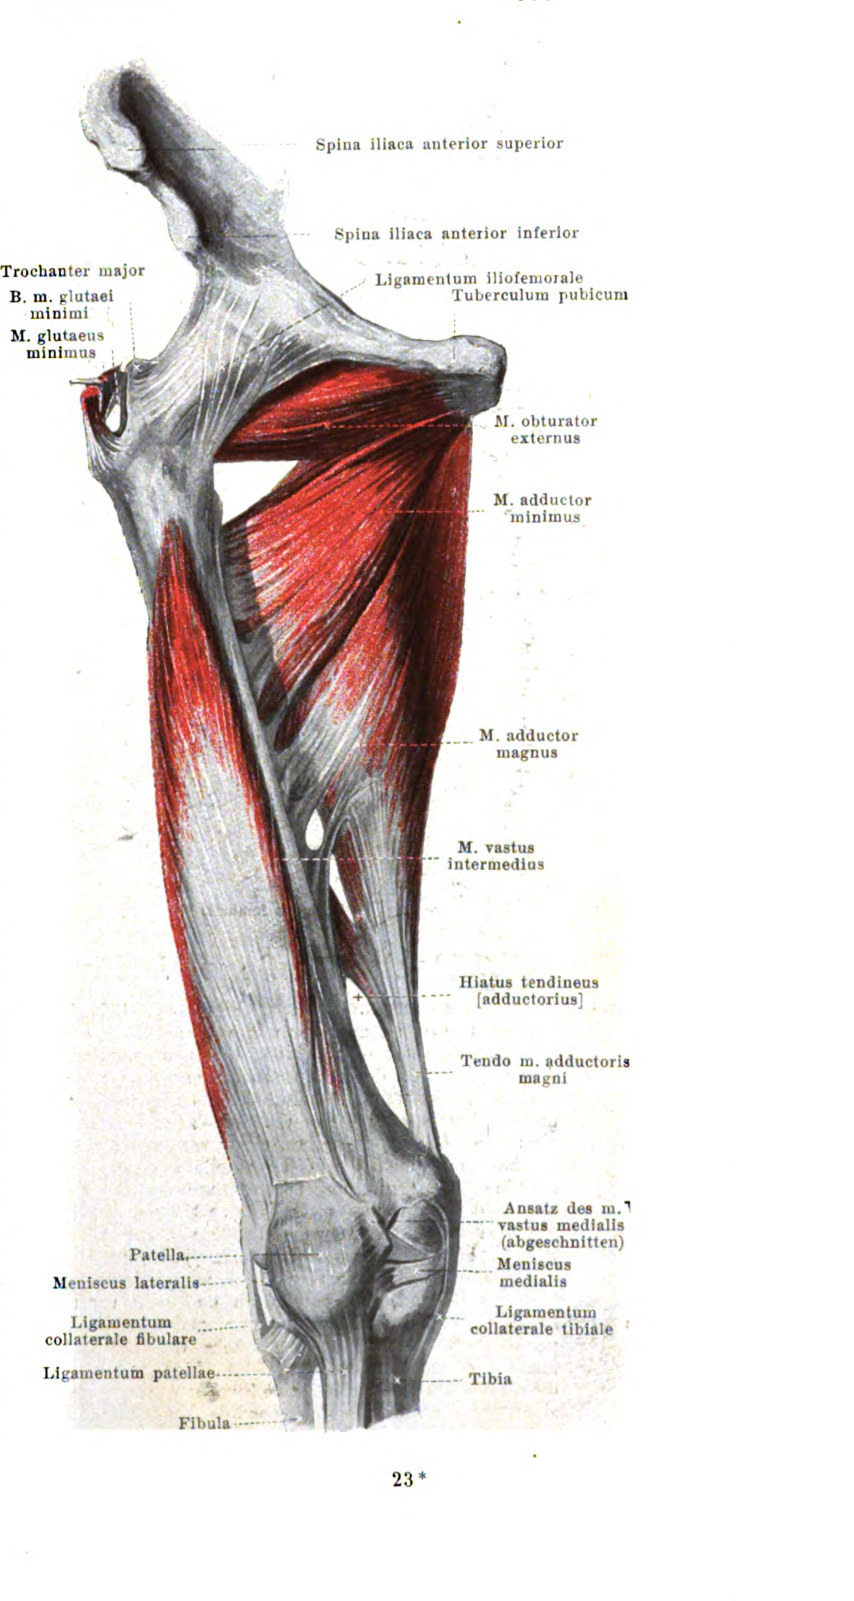 Spina iliaca anterior superior
Spina iliaca anterior inferior
Trochanter major
B. m. glutaei
minimi
M. glutaeus
minimus
Ligamentum iliofemorale
Tuberculum pubicum
M. obturator
externus
M. adductor
minimus
M. adductor
magnus
M. vastus
intermedius
Hiatus tendineus
[adductorius]
Tendo m. adductoris
magni
Ansatz des m.
vastus medialis
(abgeschnitten)
Patella
Meniscus
medialis
Meniscus lateralis
Ligamentum
collaterale tibiale
Ligamentum
collaterale fibulare
Ligamentum patellae
Tibia
Fibula
23*